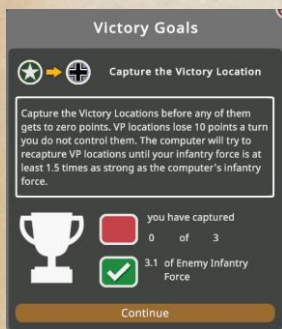 Victory Goals
Capture the Victory Location
Capture the Victory Locations before any of them
gets to zero points. VP locations lose 10 points a turn
you do not control them. The computer will try to
recapture VP locations until your infantry force is at
least 1.5 times as strong as the computer's infantry
force.
you have captured
0 of 3
3.1 of Enemy Infantry
Force
Continue